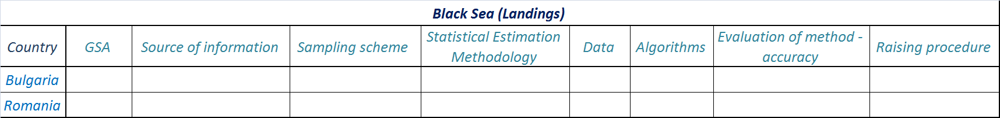 Black Sea (Landings)
Country GSA Source of information Sampling scheme Statistical Estimation Methodology Data Algorithms Evaluation of method - accuracy Raising procedure
Bulgaria
Romania